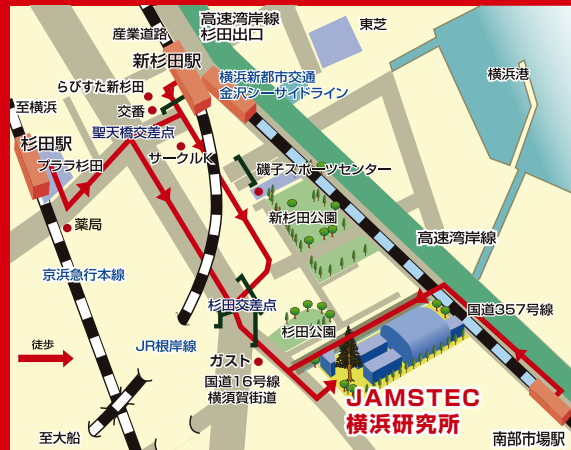 産業道路
高速湾岸線
杉田出口
東芝
新杉田駅
横浜港
らびすた新杉田
横浜新都市交通
金沢シーサイドライン
至横浜
交番
聖天橋交差点
杉田駅
サークルK
プララ杉田
磯子スポーツセンター
新杉田公園
薬局
高速湾岸線
京浜急行本線
杉田交差点
国道357号線
杉田公園
徒歩
JR根岸線
ガスト
国道16号線
横須賀街道
JAMSTEC
横浜研究所
至大船
南部市場駅